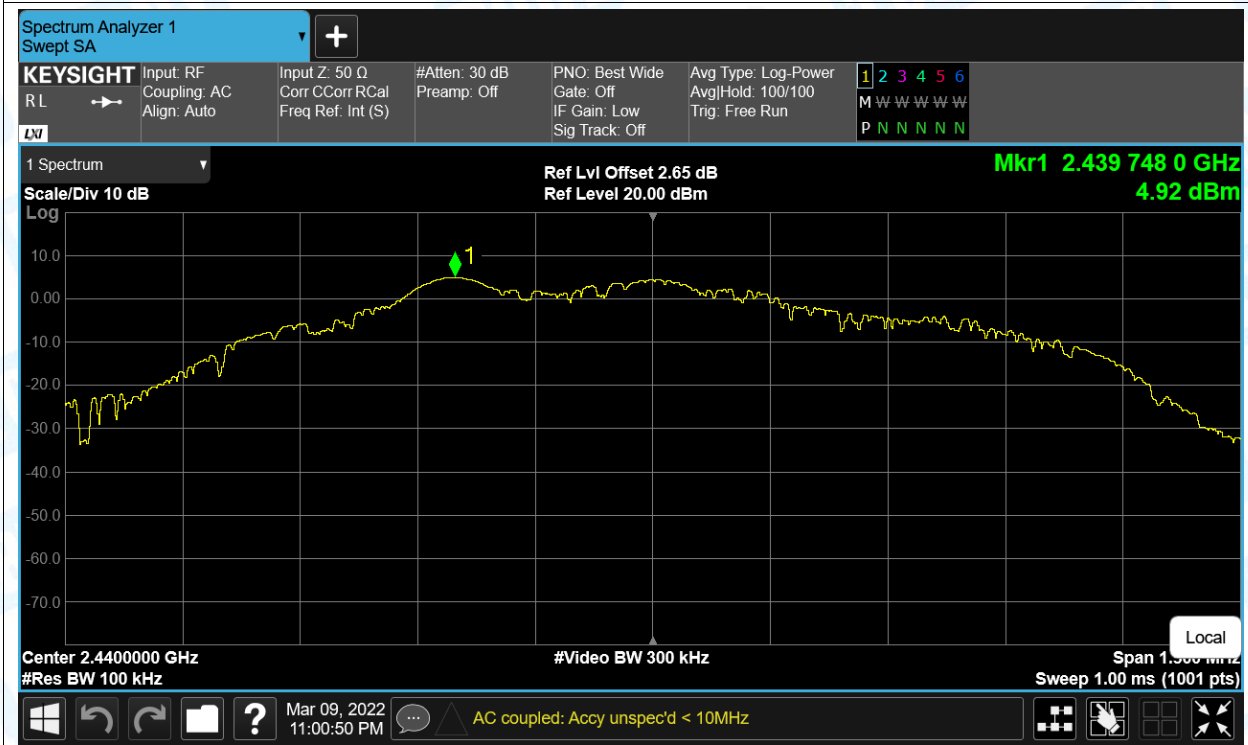 Spectrum Analyzer 1
Swept SA
KEYSIGHT
R L
LXI
Input: RF
Coupling: AC
Align: Auto
Input Z: 50 Ω
Corr CCorr RCal
Freq Ref: Int (S)
#Atten: 30 dB
Preamp: Off
PNO: Best Wide
Gate: Off
IF Gain: Low
Sig Track: Off
Avg Type: Log-Power
Avg|Hold: 100/100
Trig: Free Run
1 2 3 4 5 6
M W W W W W
P N N N N N
1 Spectrum
Scale/Div 10 dB
Log
Ref Lvl Offset 2.65 dB
Ref Level 20.00 dBm
Mkr1 2.439 748 0 GHz
4.92 dBm
1
10.0
0.00
-10.0
-20.0
-30.0
-40.0
-50.0
-60.0
-70.0
Local
Center 2.4400000 GHz
#Video BW 300 kHz
Span
#Res BW 100 kHz
Sweep 1.00 ms (1001 pts)
?
Mar 09, 2022
11:00:50 PM
AC coupled: Accy unspec'd < 10MHz